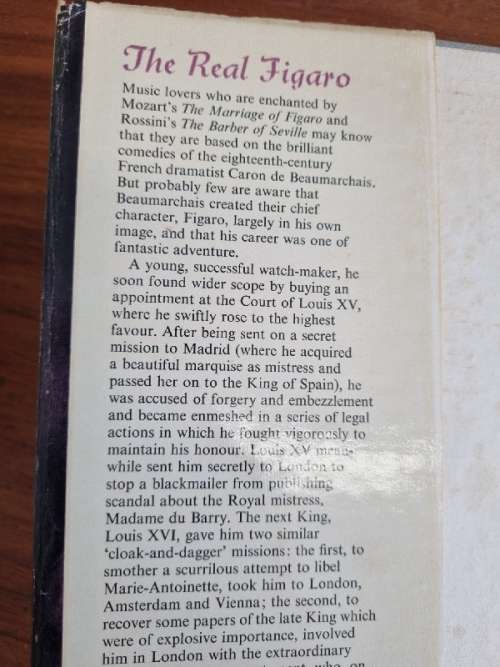 The Real Figaro
Music lovers who are enchanted by
Mozart's The Marriage of Figaro and
Rossini's The Barber of Seville may know
that they are based on the brilliant
comedies of the eighteenth-century
French dramatist Caron de Beaumarchais.
But probably few are aware that
Beaumarchais created their chief
character, Figaro, largely in his own
image, and that his career was one of
fantastic adventure.
A young, successful watch-maker, he
soon found wider scope by buying an
appointment at the Court of Louis XV,
where he swiftly rose to the highest
favour. After being sent on a secret
mission to Madrid (where he acquired
a beautiful marquise as mistress and
passed her on to the King of Spain), he
was accused of forgery and embezzlement
and became enmeshed in a series of legal
actions in which he fought vigorously to
maintain his honour. Louis XV mean-
while sent him secretly to London to
stop a blackmailer from publishing
scandal about the Royal mistress,
Madame du Barry. The next King,
Louis XVI, gave him two similar
'cloak-and-dagger' missions: the first, to
smother a scurrilous attempt to libel
Marie-Antoinette, took him to London,
Amsterdam and Vienna; the second, to
recover some papers of the late King which
were of explosive importance, involved
him in London with the extraordinary
who on